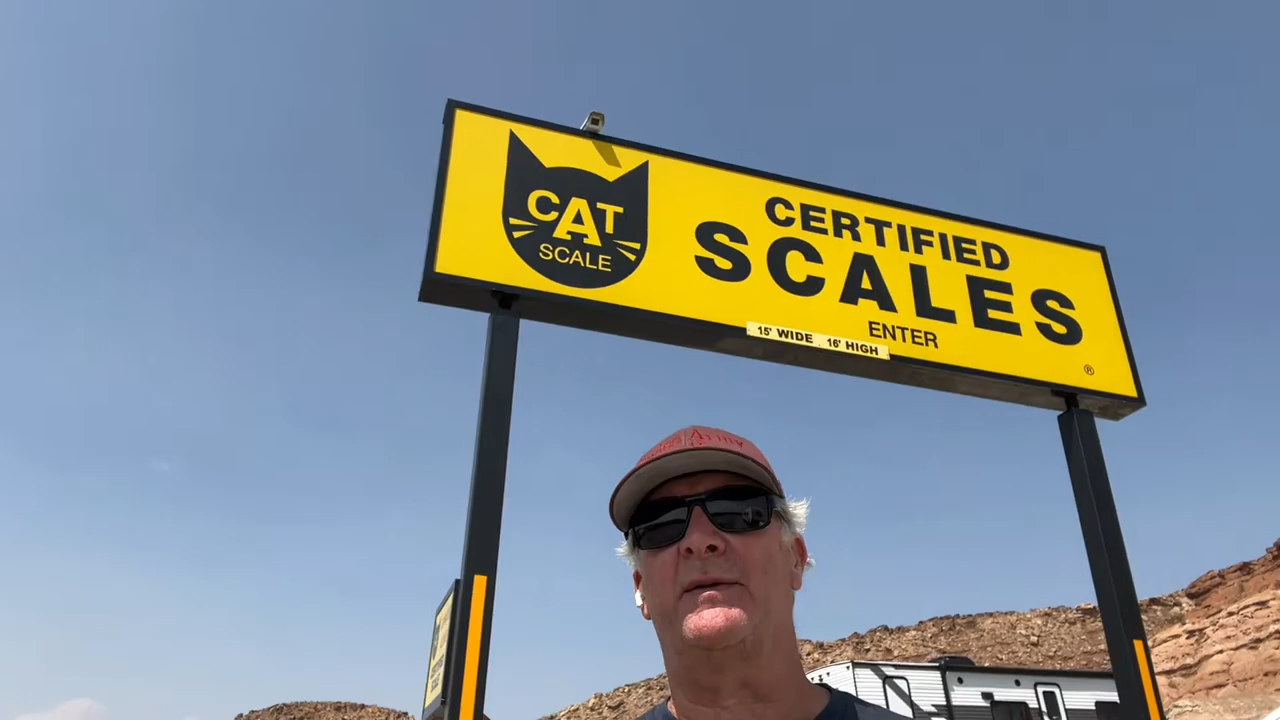 CAT
SCALE
CERTIFIED
SCALES
ENTER
15' WIDE 16' HIGH
®